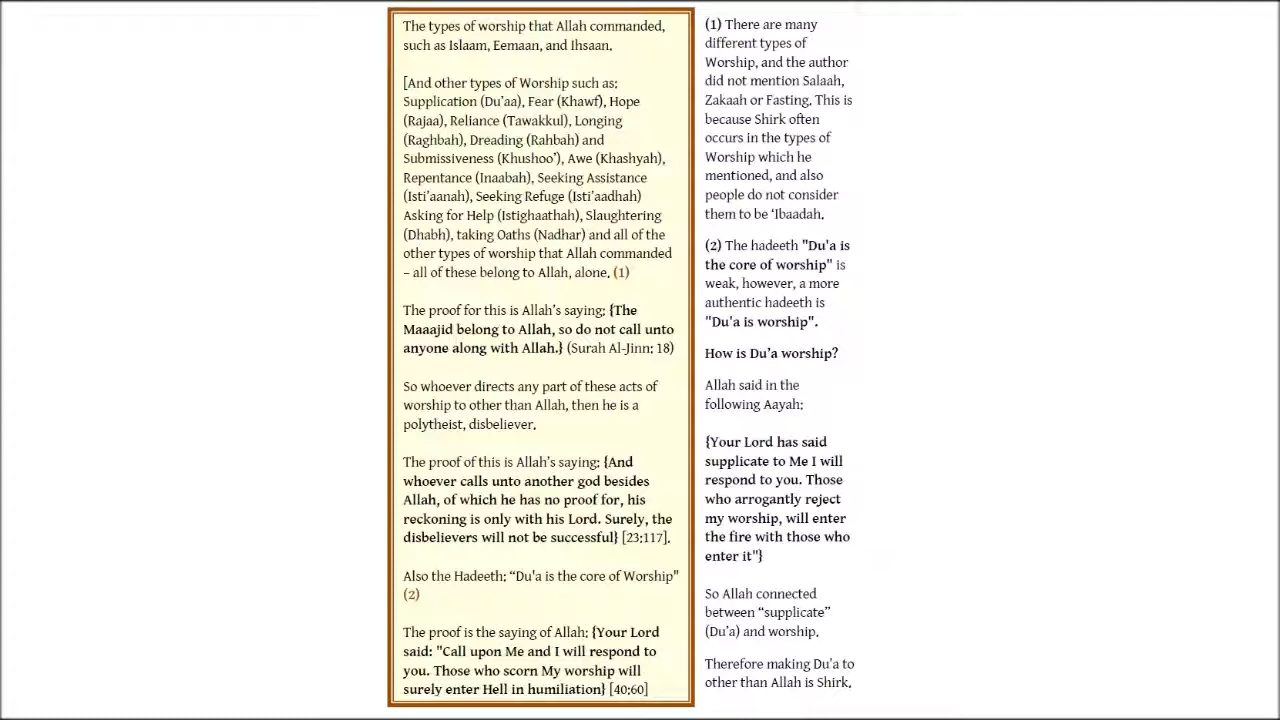 The types of worship that Allah commanded,
such as Islaam, Eemaan, and Ihsaan.
[And other types of Worship such as:
Supplication (Du'aa), Fear (Khawf), Hope
(Rajaa), Reliance (Tawakkul), Longing
(Raghbah), Dreading (Rahbah) and
Submissiveness (Khushoo’), Awe (Khashyah),
Repentance (Inaabah), Seeking Assistance
(Isti’aanah), Seeking Refuge (Isti’aadhah)
Asking for Help (Istighaathah), Slaughtering
(Dhabh), taking Oaths (Nadhar) and all of the
other types of worship that Allah commanded
– all of these belong to Allah, alone. (1)
The proof for this is Allah’s saying: {The
Maaajid belong to Allah, so do not call unto
anyone along with Allah.} (Surah Al-Jinn: 18)
So whoever directs any part of these acts of
worship to other than Allah, then he is a
polytheist, disbeliever.
The proof of this is Allah’s saying: {And
whoever calls unto another god besides
Allah, of which he has no proof for, his
reckoning is only with his Lord. Surely, the
disbelievers will not be successful} [23:117].
Also the Hadeeth: “Du'a is the core of Worship"
(2)
The proof is the saying of Allah: {Your Lord
said: "Call upon Me and I will respond to
you. Those who scorn My worship will
surely enter Hell in humiliation} [40:60]
(1) There are many
different types of
Worship, and the author
did not mention Salaah,
Zakaah or Fasting. This is
because Shirk often
occurs in the types of
Worship which he
mentioned, and also
people do not consider
them to be ‘Ibaadah.
(2) The hadeeth "Du'a is
the core of worship" is
weak, however, a more
authentic hadeeth is
"Du'a is worship".
How is Du’a worship?
Allah said in the
following Aayah:
{Your Lord has said
supplicate to Me I will
respond to you. Those
who arrogantly reject
my worship, will enter
the fire with those who
enter it"}
So Allah connected
between “supplicate”
(Du’a) and worship.
Therefore making Du’a to
other than Allah is Shirk.